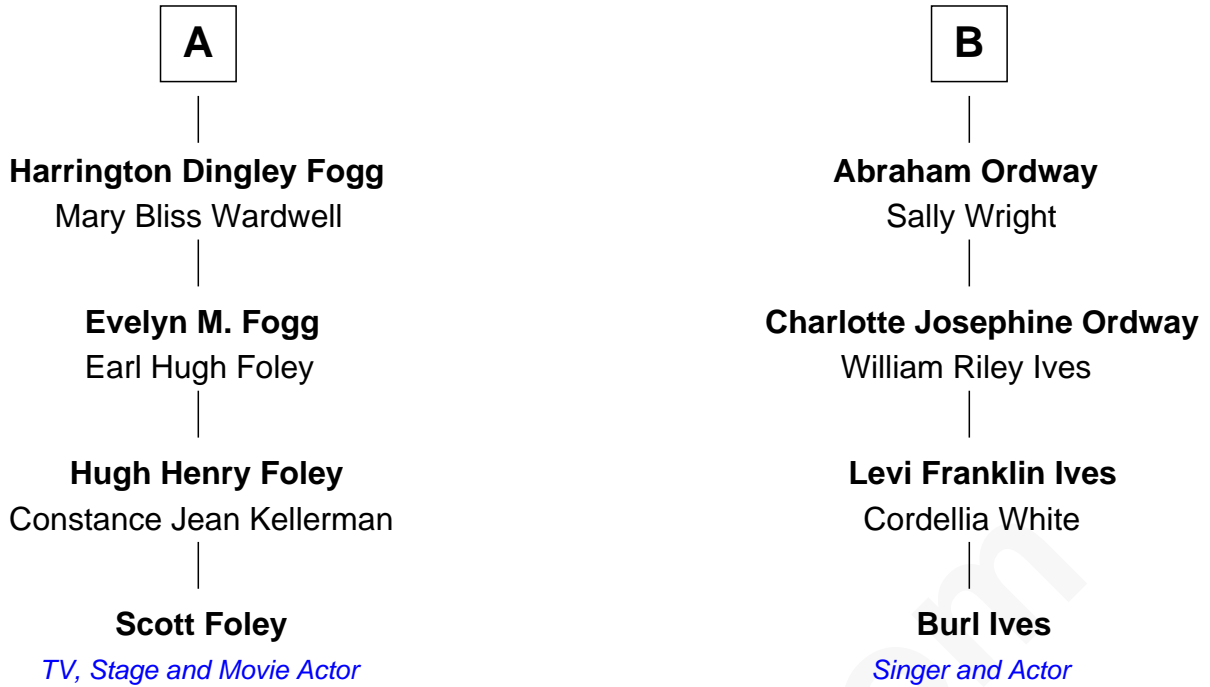 A
Harrington Dingley Fogg
Mary Bliss Wardwell
Evelyn M. Fogg
Earl Hugh Foley
Hugh Henry Foley
Constance Jean Kellerman
Scott Foley
TV, Stage and Movie Actor
B
Abraham Ordway
Sally Wright
Charlotte Josephine Ordway
William Riley Ives
Levi Franklin Ives
Cordellia White
Burl Ives
Singer and Actor